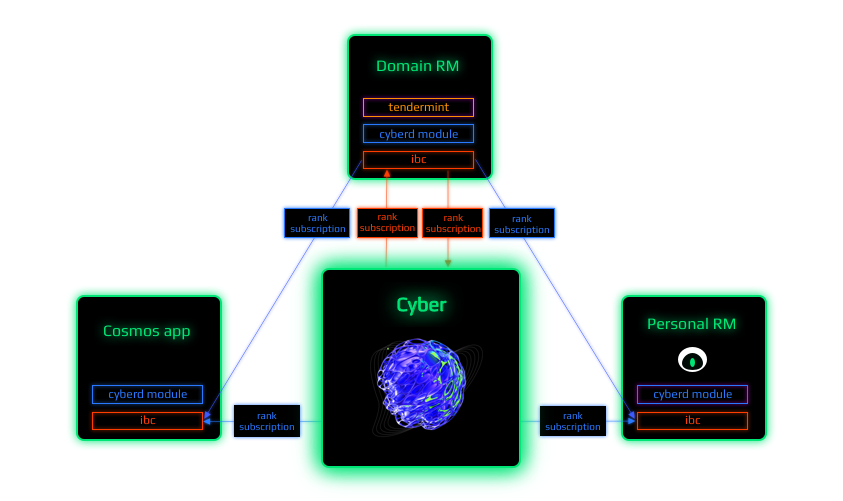 Domain RM
tendermint
cyberd module
ibc
rank
subscription
rank
subscription
rank
subscription
rank
subscription
Cyber
Cosmos app
cyberd module
ibc
Personal RM
cyberd module
ibc
rank
subscription
rank
subscription